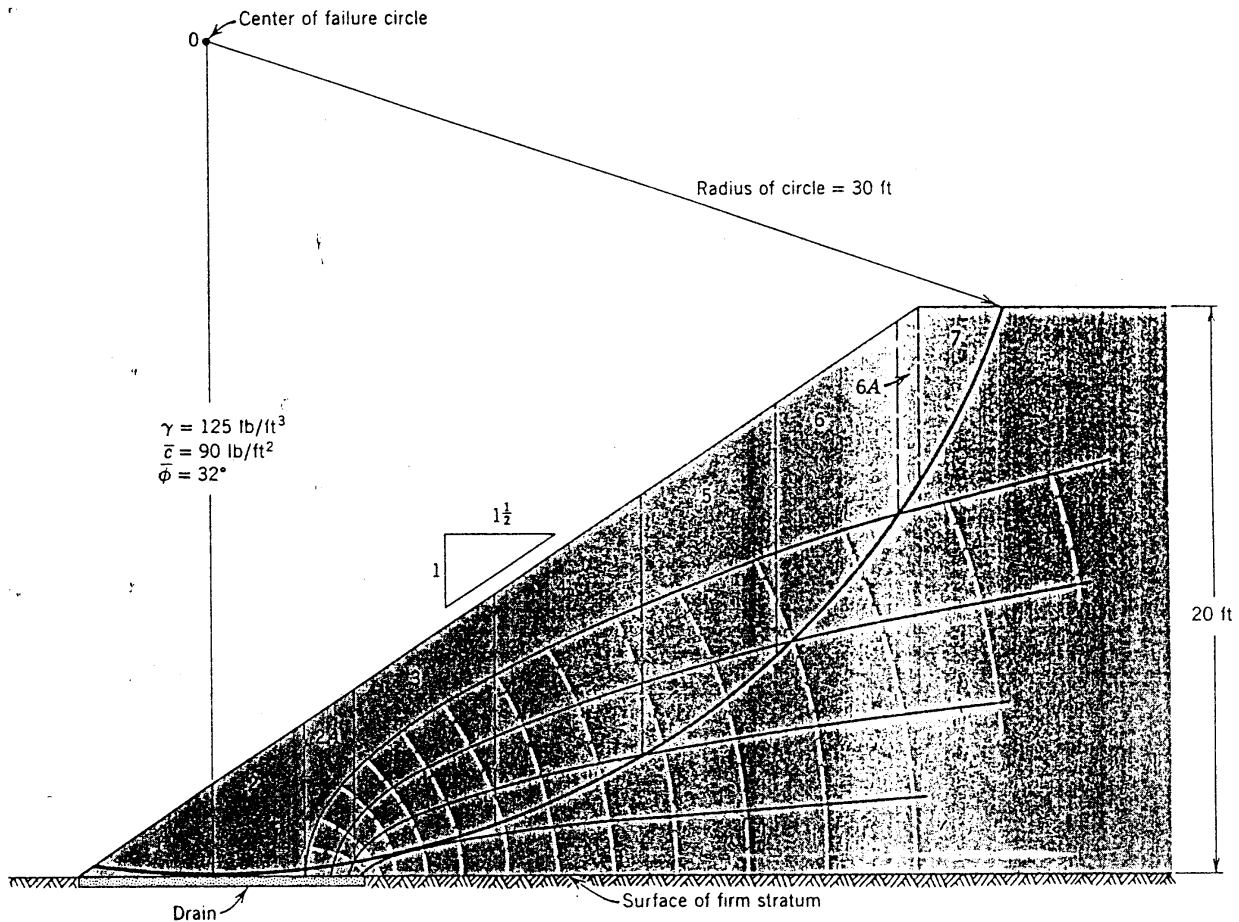 Center of failure circle
0
Radius of circle = 30 ft
γ = 125 lb/ft³
c̄ = 90 lb/ft²
φ̄ = 32°
7
6A
6
5
1½
1
20 ft
3
Surface of firm stratum
Drain